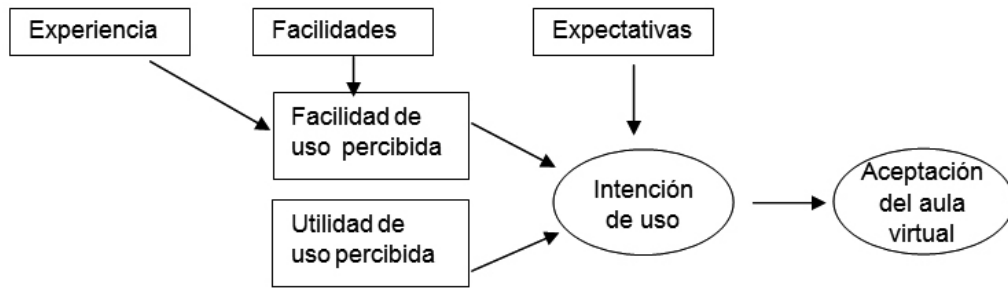 Experiencia
Facilidades
Expectativas
Facilidad de
uso percibida
Utilidad de
uso percibida
Intención
de uso
Aceptación
del aula
virtual